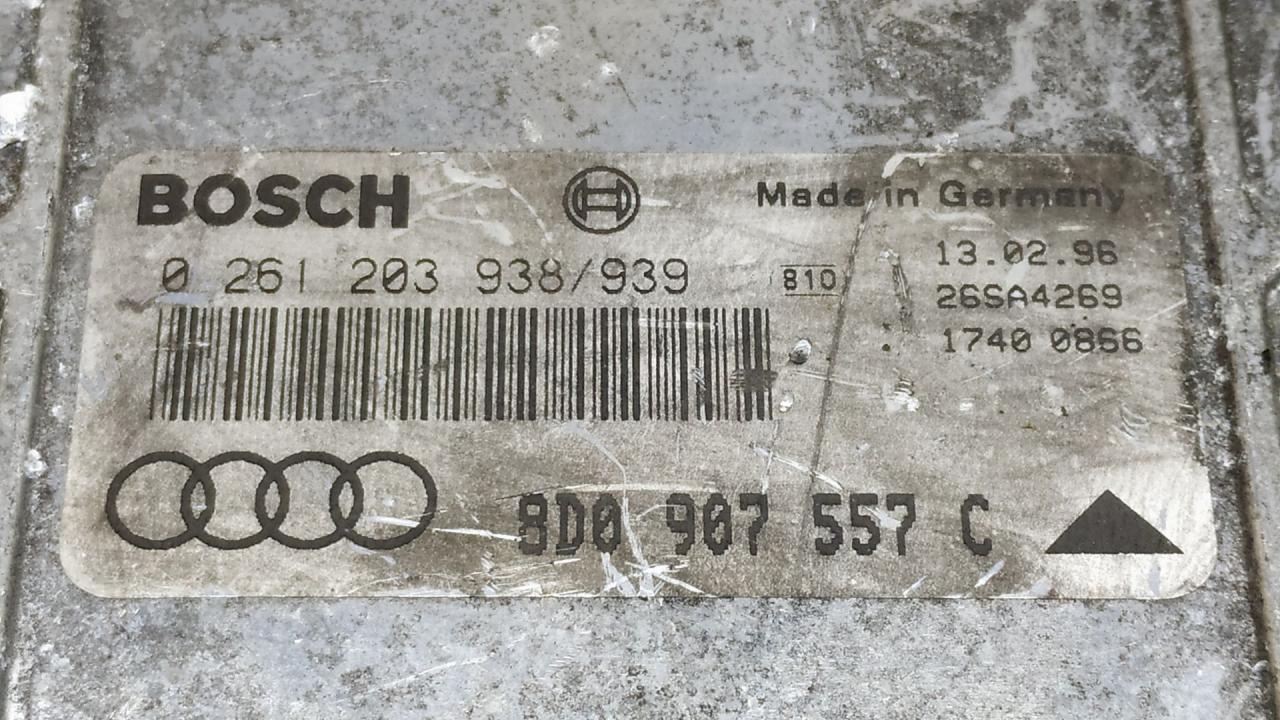 BOSCH
Made in Germany
0 261 203 938/939
810
13.02.96
26SA4269
1740 0866
8D0 907 557 C